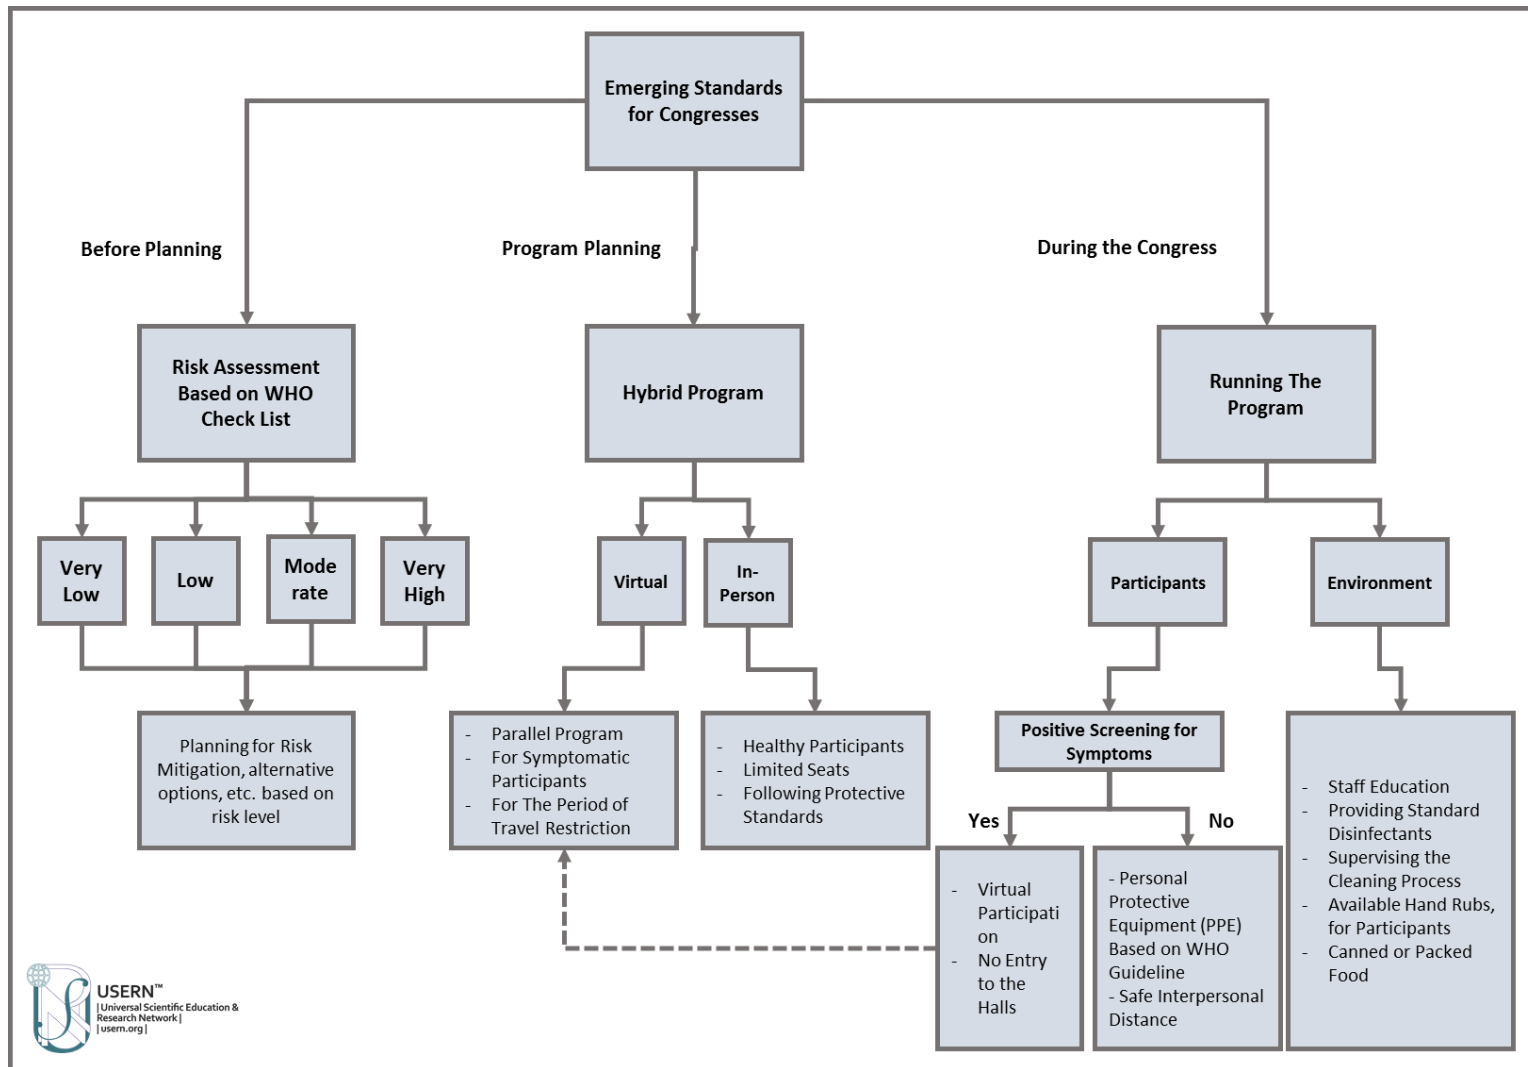 Emerging Standards
for Congresses
Before Planning
Program Planning
During the Congress
Risk Assessment
Based on WHO
Check List
Hybrid Program
Running The
Program
Very
Low
Low
Mode
rate
Very
High
Virtual
In-
Person
Participants
Environment
Planning for Risk
Mitigation, alternative
options, etc. based on
risk level
- Parallel Program
- For Symptomatic
Participants
- For The Period of
Travel Restriction
- Healthy Participants
- Limited Seats
- Following Protective
Standards
Positive Screening for
Symptoms
Yes
No
- Virtual
Participati
on
- No Entry
to the
Halls
- Personal
Protective
Equipment (PPE)
Based on WHO
Guideline
- Safe Interpersonal
Distance
- Staff Education
- Providing Standard
Disinfectants
- Supervising the
Cleaning Process
- Available Hand Rubs,
for Participants
- Canned or Packed
Food
USERN™
| Universal Scientific Education &
Research Network |
| usern.org |